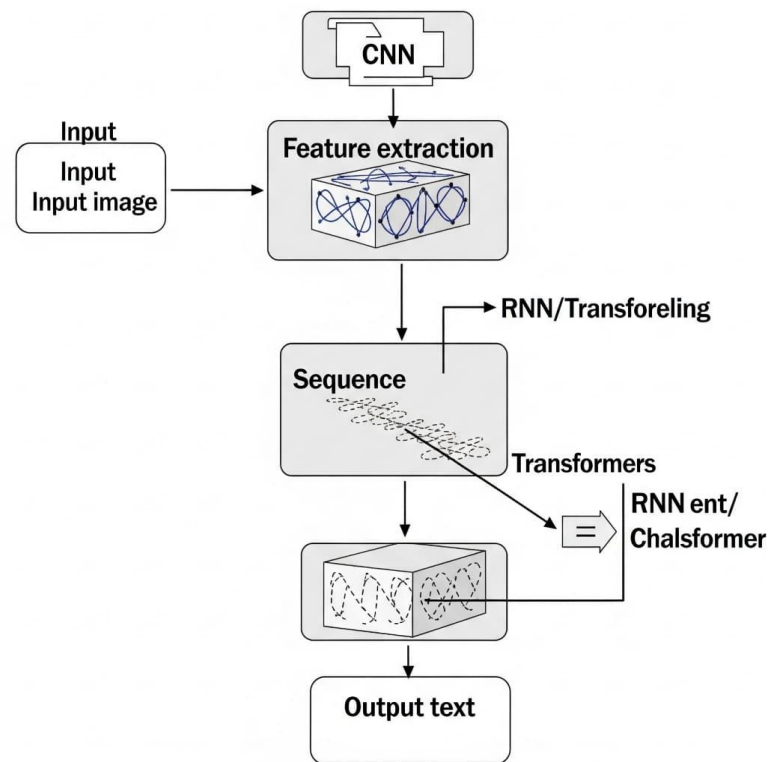 CNN
Input
Input
Input image
Feature extraction
RNN/Transforeling
Sequence
Transformers
RNN ent/
Chalsformer
=
Output text